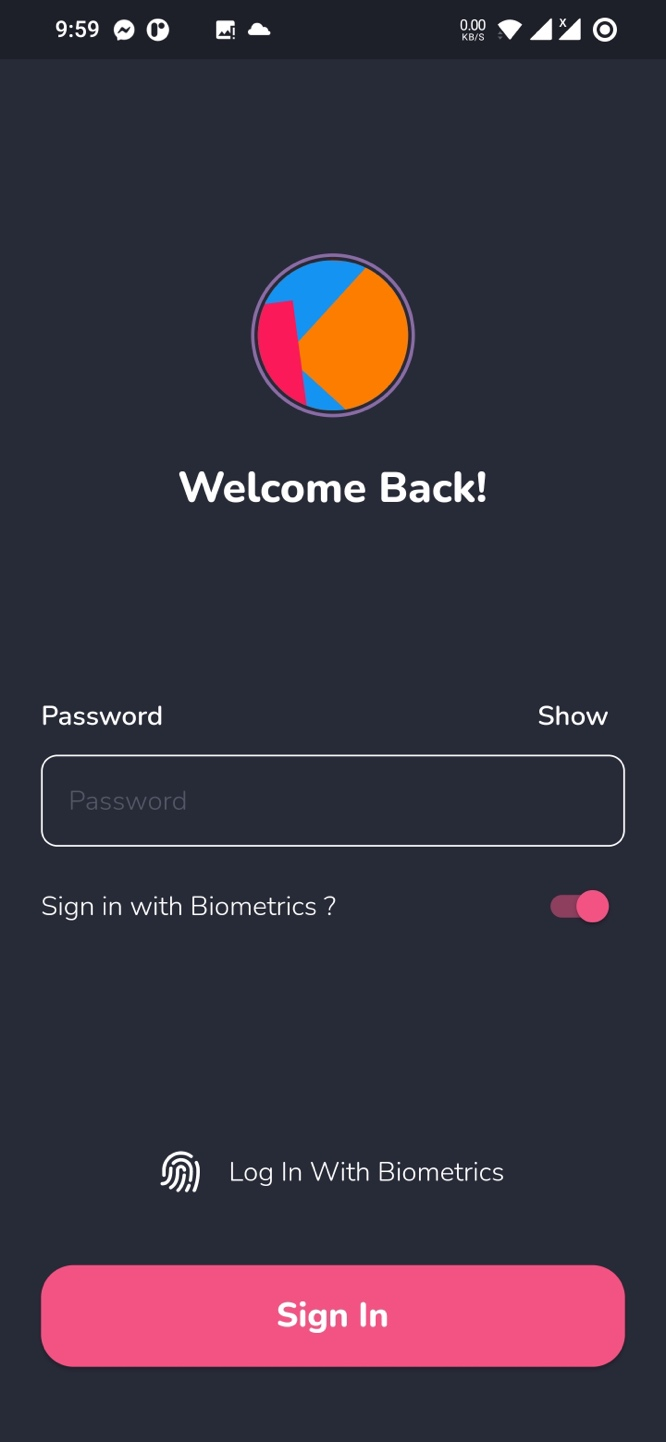 9:59
0.00
KB/S
X
Welcome Back!
Password
Show
Password
Sign in with Biometrics ?
Log In With Biometrics
Sign In